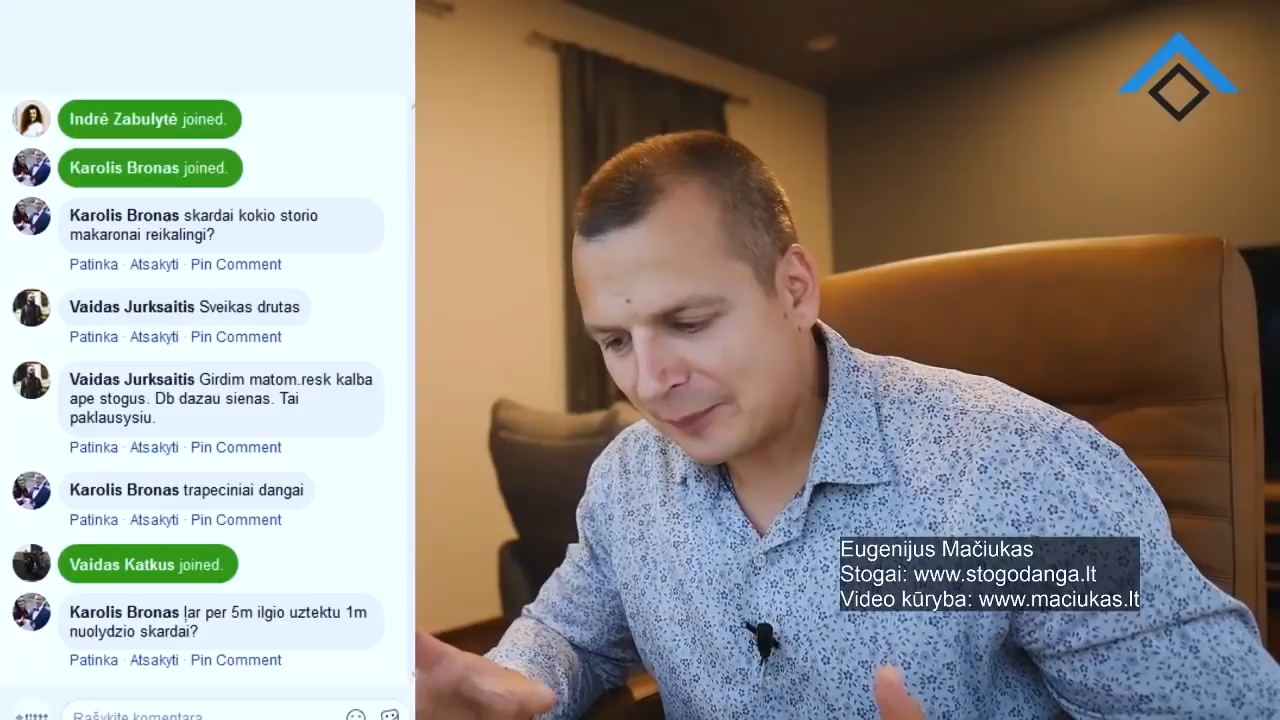 Indrė Zabulytė joined.
Karolis Bronas joined.
Karolis Bronas skardai kokio storio
makaronai reikalingi?
Patinka · Atsakyti · Pin Comment
Vaidas Jurksaitis Sveikas drutas
Patinka · Atsakyti · Pin Comment
Vaidas Jurksaitis Girdim matom.resk kalba
ape stogus. Db dazau sienas. Tai
paklausysiu.
Patinka · Atsakyti · Pin Comment
Karolis Bronas trapeciniai dangai
Patinka · Atsakyti · Pin Comment
Vaidas Katkus joined.
Karolis Bronas Įar per 5m ilgio uztektu 1m
nuolydzio skardai?
Patinka · Atsakyti · Pin Comment
Rašykite komentarą
Eugenijus Mačiukas
Stogai: www.stogodanga.lt
Video kūryba: www.maciukas.lt